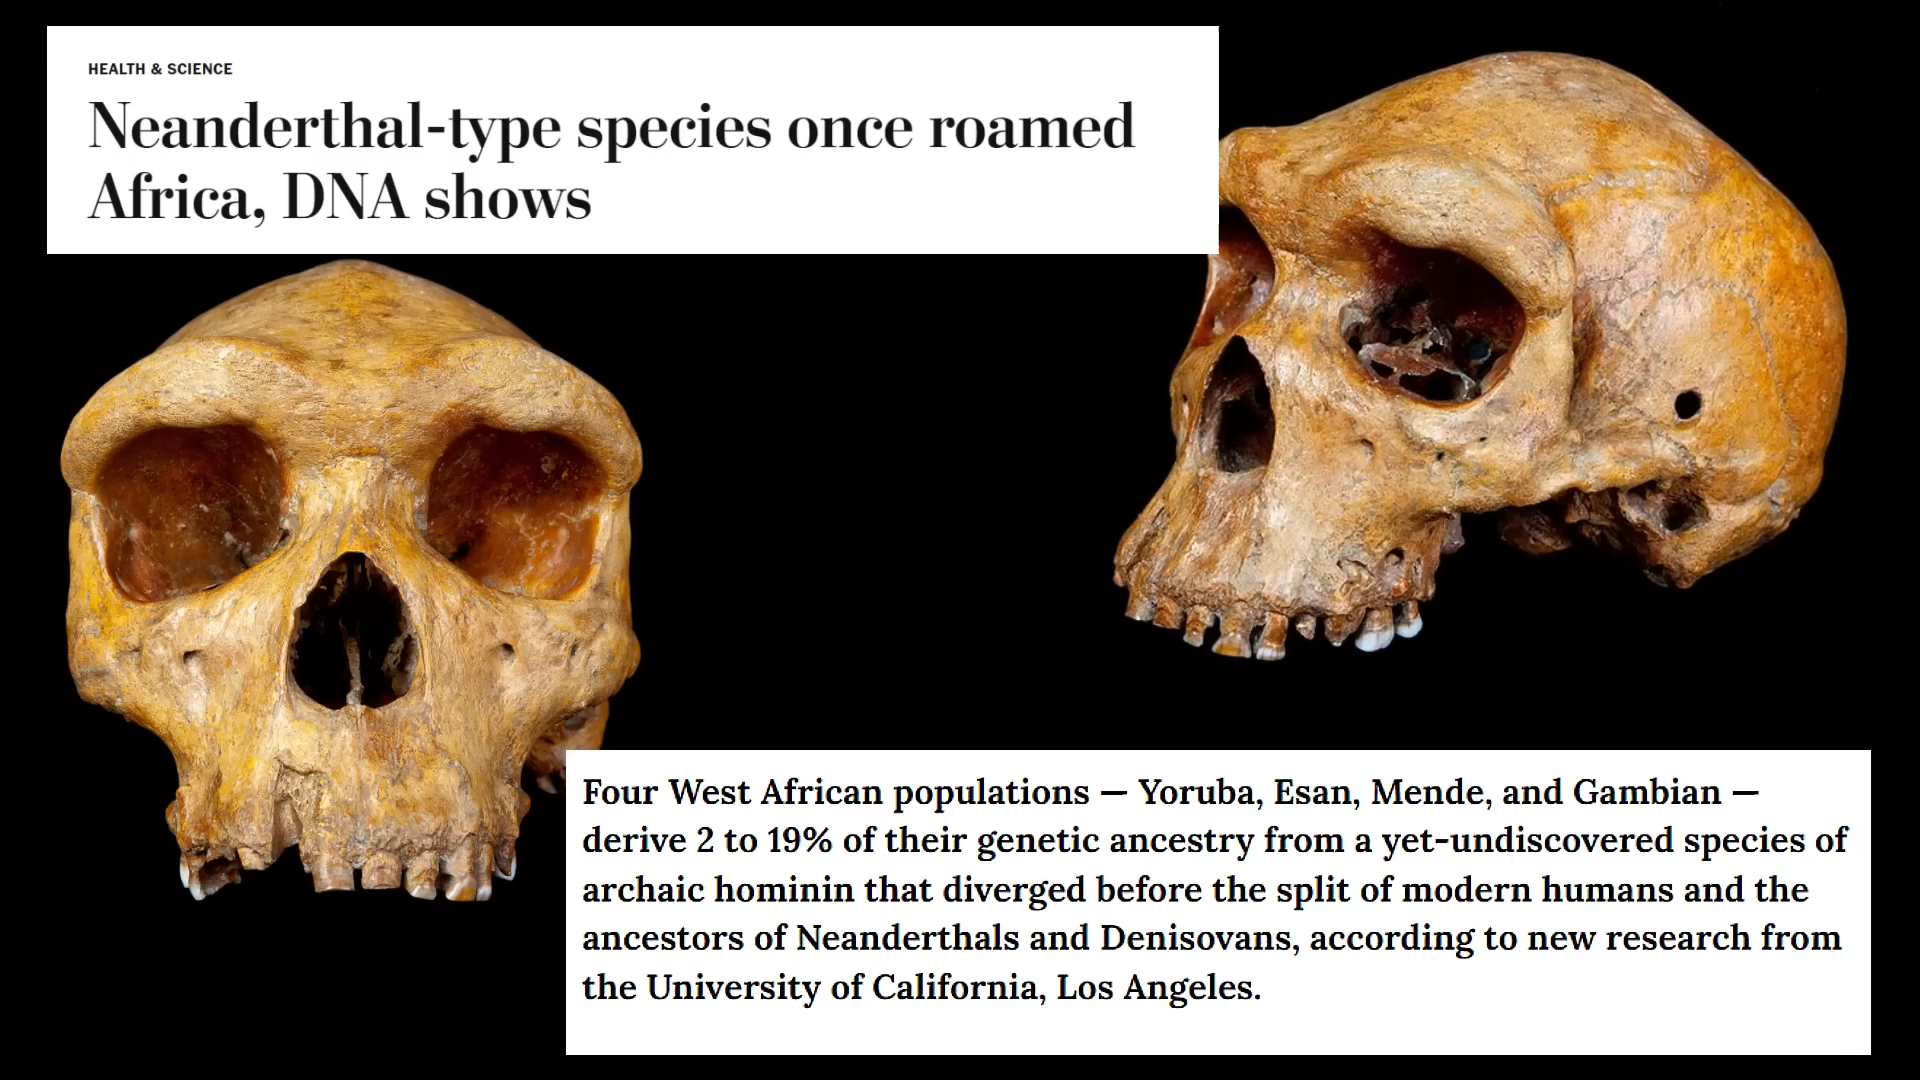 HEALTH & SCIENCE
Neanderthal-type species once roamed
Africa, DNA shows
Four West African populations — Yoruba, Esan, Mende, and Gambian —
derive 2 to 19% of their genetic ancestry from a yet-undiscovered species of
archaic hominin that diverged before the split of modern humans and the
ancestors of Neanderthals and Denisovans, according to new research from
the University of California, Los Angeles.